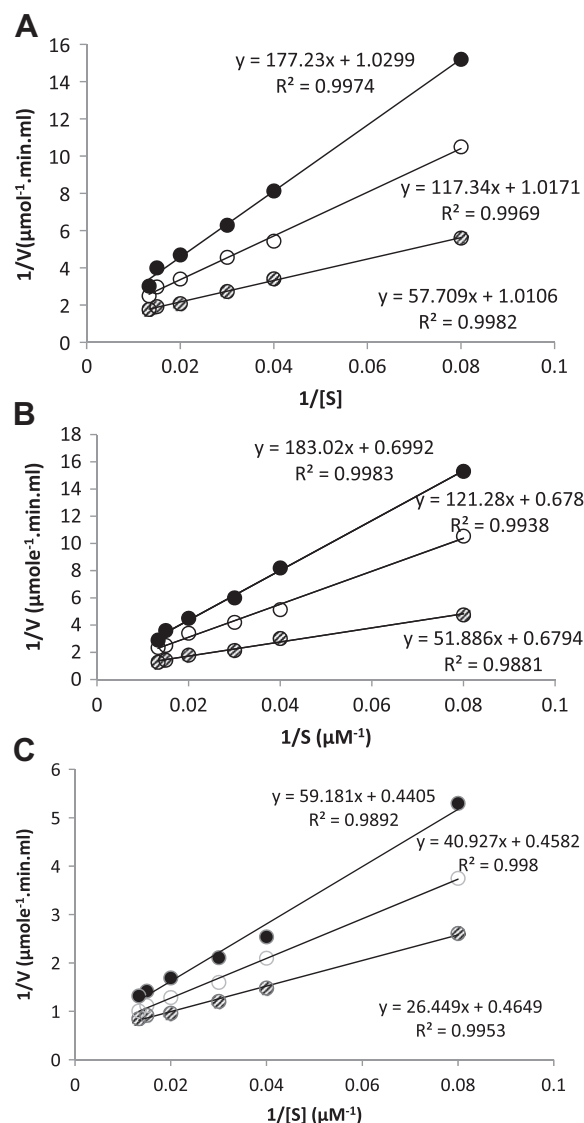 A
16
14
12
10
8
6
4
2
0
1/V(µmol⁻¹.min.ml)
y = 177.23x + 1.0299
R² = 0.9974
y = 117.34x + 1.0171
R² = 0.9969
57.709x + 1.0106
R² = 0.9982
0 0.02 0.04 0.06 0.08 0.1
1/[S]
B
18
16
14
12
10
8
6
4
2
0
1/V (µmole⁻¹.min.ml)
y = 183.02x + 0.6992
R² = 0.9983
y = 121.28x + 0.678
R² = 0.9938
51.886x + 0.6794
R² = 0.9881
0 0.02 0.04 0.06 0.08 0.1
1/S (µM⁻¹)
C
6
5
4
3
2
1
0
1/V (µmole⁻¹.min.ml)
y = 59.181x + 0.4405
R² = 0.9892
y = 40.927x + 0.4582
R² = 0.998
26.449x + 0.4649
R² = 0.9953
0 0.02 0.04 0.06 0.08 0.1
1/[S] (µM⁻¹)